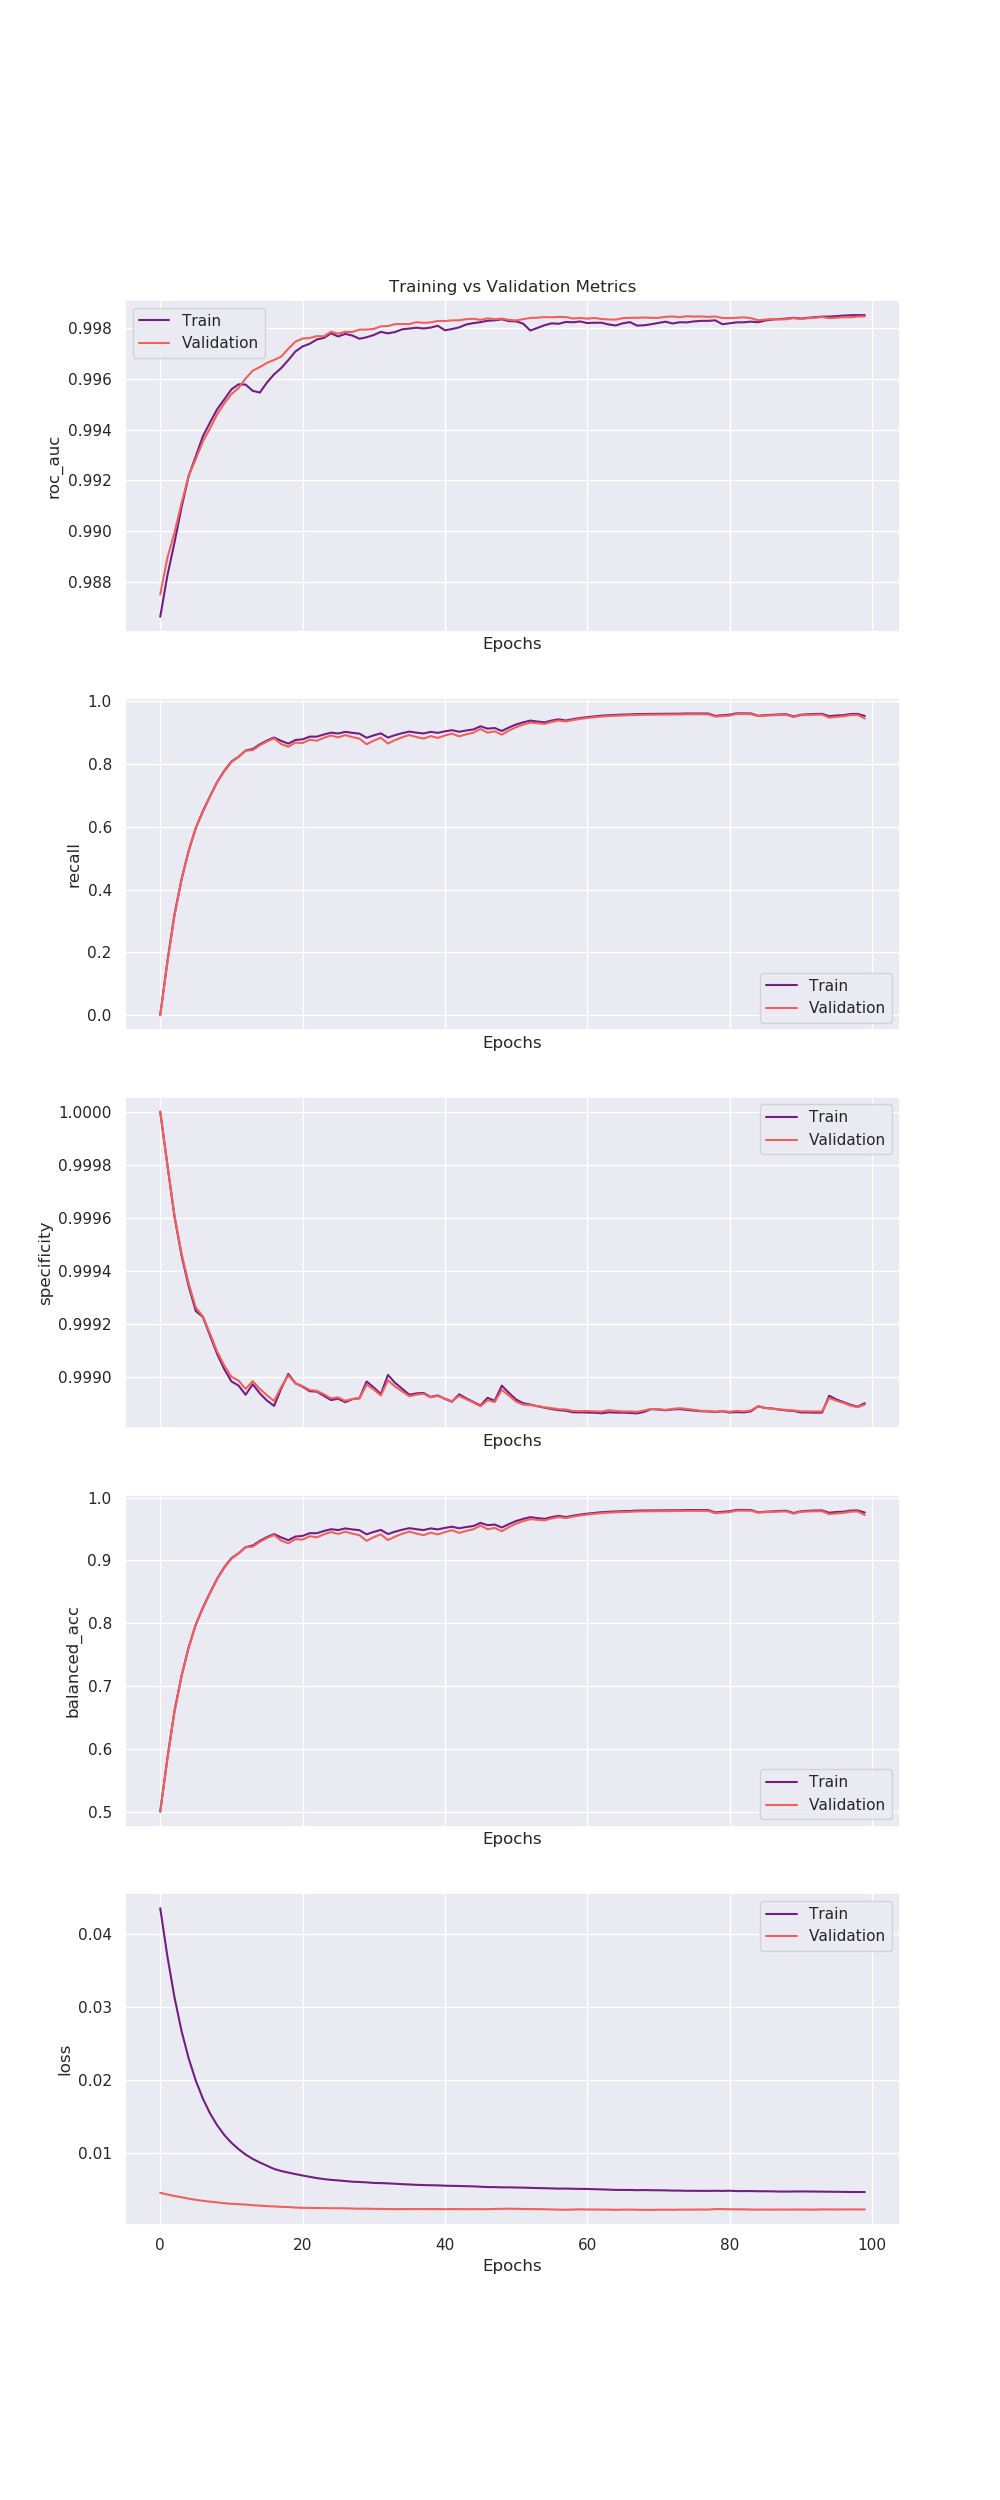 Training vs Validation Metrics
Train
Validation
0.998
0.996
0.994
0.992
0.990
0.988
roc_auc
Epochs
1.0
0.8
0.6
0.4
0.2
0.0
recall
Train
Validation
Epochs
1.0000
0.9998
0.9996
0.9994
0.9992
0.9990
specificity
Train
Validation
Epochs
1.0
0.9
0.8
0.7
0.6
0.5
balanced_acc
Train
Validation
Epochs
0.04
0.03
0.02
0.01
loss
Train
Validation
0 20 40 60 80 100
Epochs